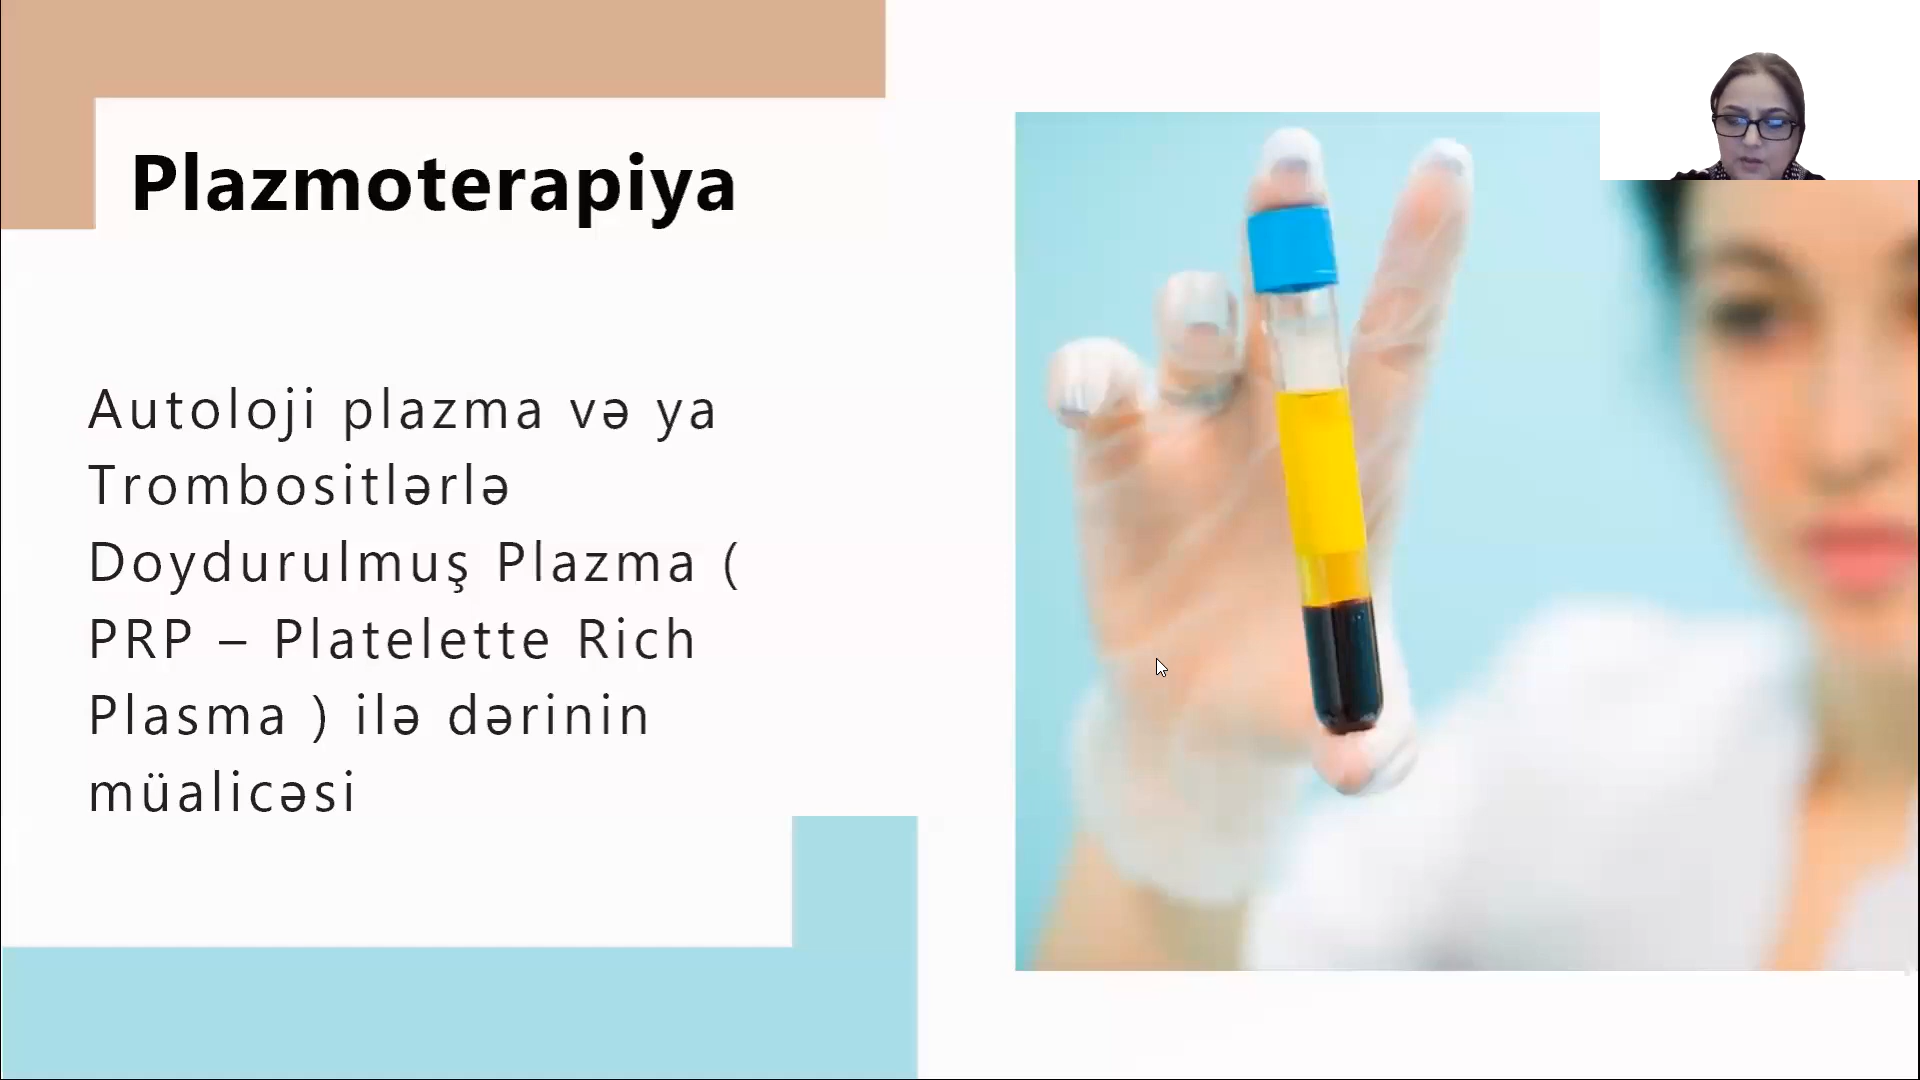 Plazmoterapiya
Autoloji plazma və ya
Trombositlərlə
Doydurulmuş Plazma (
PRP – Platelette Rich
Plasma ) ilə dərinin
müalicəsi